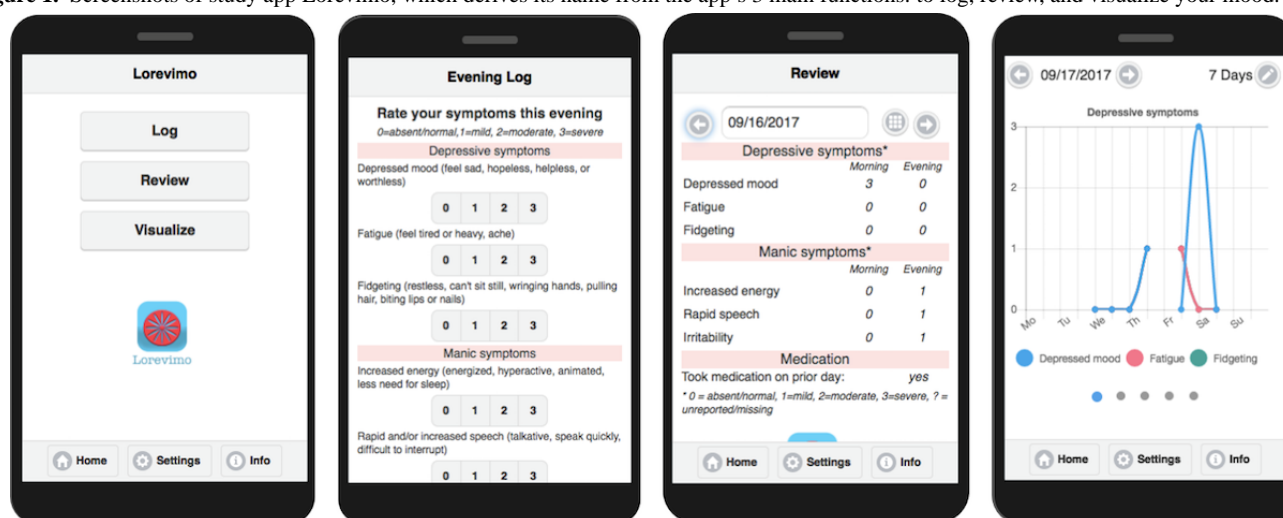 Figure 1. Screenshots of study app Lorevimo, which derives its name from the app's 3 main functions: to log, review, and visualize your mood.
Lorevimo
Log
Review
Visualize
Lorevimo
Home
Settings
Info
Evening Log
Rate your symptoms this evening
0=absent/normal,1=mild, 2=moderate, 3=severe
Depressive symptoms
Depressed mood (feel sad, hopeless, helpless, or
worthless)
0 1 2 3
Fatigue (feel tired or heavy, ache)
0 1 2 3
Fidgeting (restless, can't sit still, wringing hands, pulling
hair, biting lips or nails)
0 1 2 3
Manic symptoms
Increased energy (energized, hyperactive, animated,
less need for sleep)
0 1 2 3
Rapid and/or increased speech (talkative, speak quickly,
difficult to interrupt)
0 1 2 3
Review
09/16/2017
Depressive symptoms*
Morning Evening
Depressed mood 3 0
Fatigue 0 0
Fidgeting 0 0
Manic symptoms*
Morning Evening
Increased energy 0 1
Rapid speech 0 1
Irritability 0 1
Medication
Took medication on prior day: yes
* 0 = absent/normal, 1=mild, 2=moderate, 3=severe, ? =
unreported/missing
Home
Settings
Info
09/17/2017 7 Days
Depressive symptoms
3
2
1
0
Mo Tu We Th Fr Sa Su
Depressed mood Fatigue Fidgeting
Home
Settings
Info